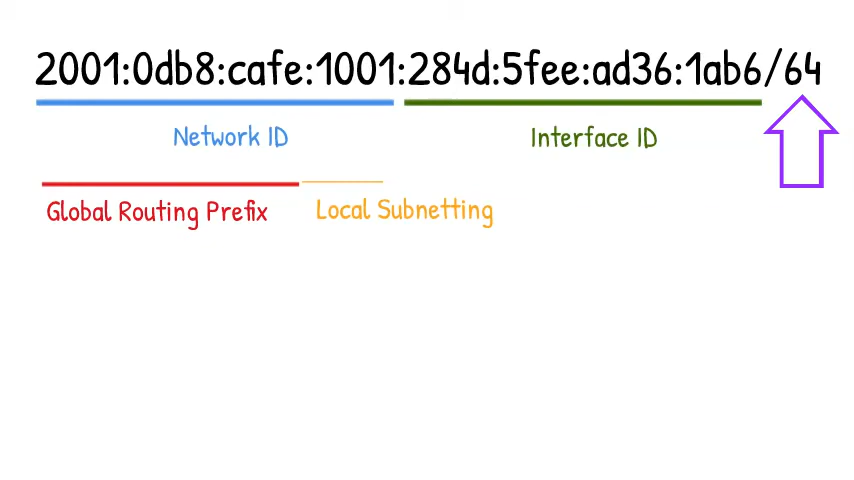 2001:0db8:cafe:1001:284d:5fee:ad36:1ab6/64
Network ID Interface ID
Global Routing Prefix Local Subnetting